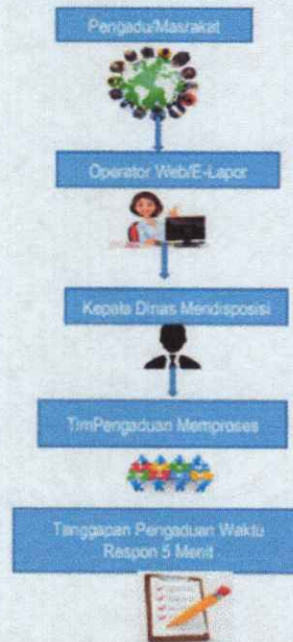 Pengadu/Masrakat
Operator Web/E-Lapor
Kepala Dinas Mendisposisi
TimPengaduan Memproses
Tanggapan Pengaduan Waktu
Respon 5 Menit